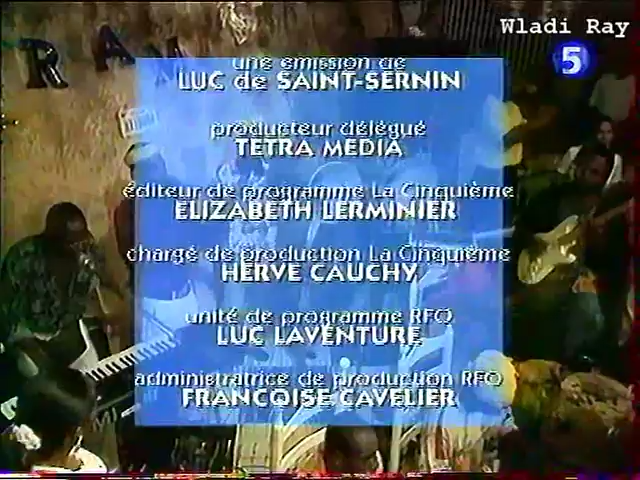 Wladi Ray
5
RAM
une émission de
LUC de SAINT-SERNIN
producteur délégué
TETRA MEDIA
éditeur de programme La Cinquième
ELIZABETH LERMINIER
chargé de production La Cinquième
HERVE CAUCHY
unité de programme RFO
LUC LAVENTURE
administratrice de production RFO
FRANÇOISE CAVELIER